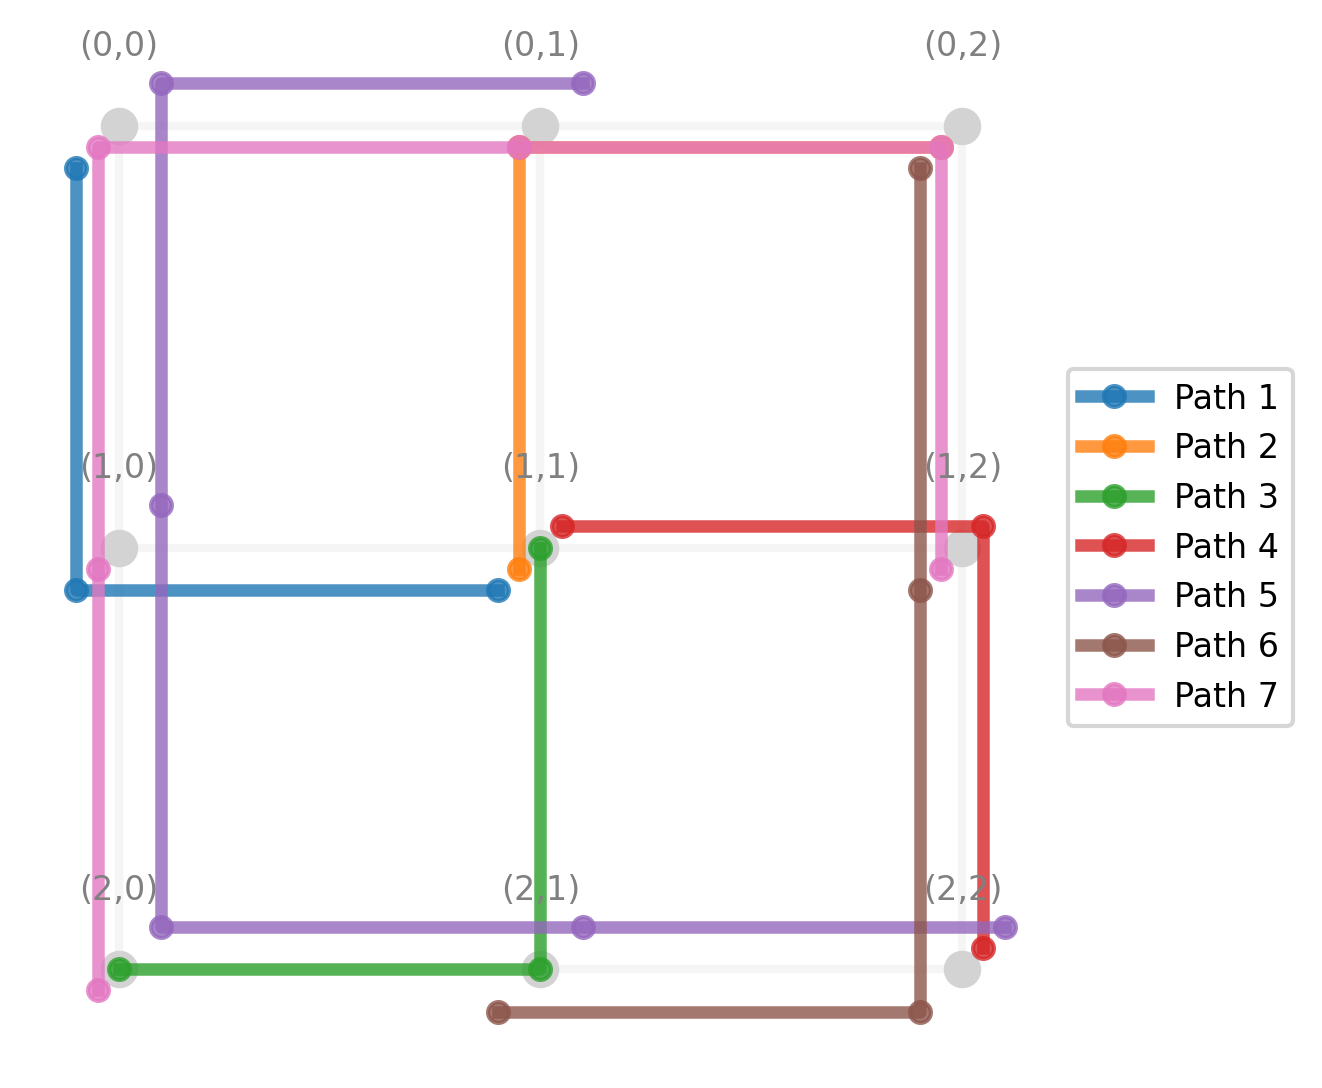 (0,0)
(0,1)
(0,2)
(1,0)
(1,1)
(1,2)
(2,0)
(2,1)
(2,2)
Path 1
Path 2
Path 3
Path 4
Path 5
Path 6
Path 7